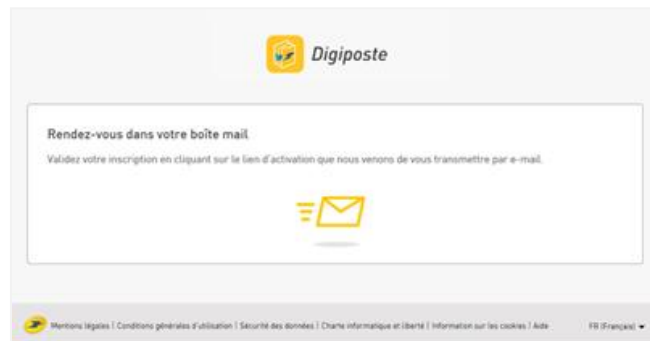 Digiposte
Rendez-vous dans votre boîte mail
Validez votre inscription en cliquant sur le lien d'activation que nous venons de vous transmettre par e-mail.
Mentions légales | Conditions générales d'utilisation | Sécurité des données | Charte informatique et liberté | Information sur les cookies | Aide FR (Français)